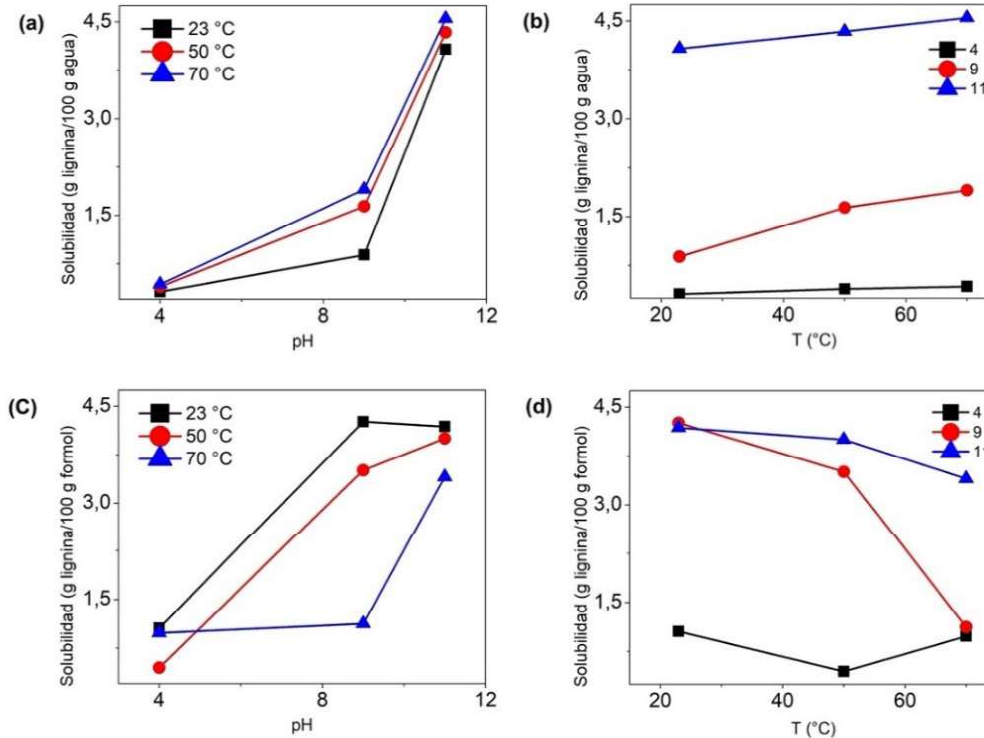 (a)
23 °C
50 °C
70 °C
4,5
3,0
1,5
Solubilidad (g lignina/100 g agua)
4
8
12
pH
(b)
4
9
11
4,5
3,0
1,5
Solubilidad (g lignina/100 g agua)
20
40
60
T (°C)
(C)
23 °C
50 °C
70 °C
4,5
3,0
1,5
Solubilidad (g lignina/100 g formol)
4
8
12
pH
(d)
4
9
11
4,5
3,0
1,5
Solubilidad (g lignina/100 g formol)
20
40
60
T (°C)